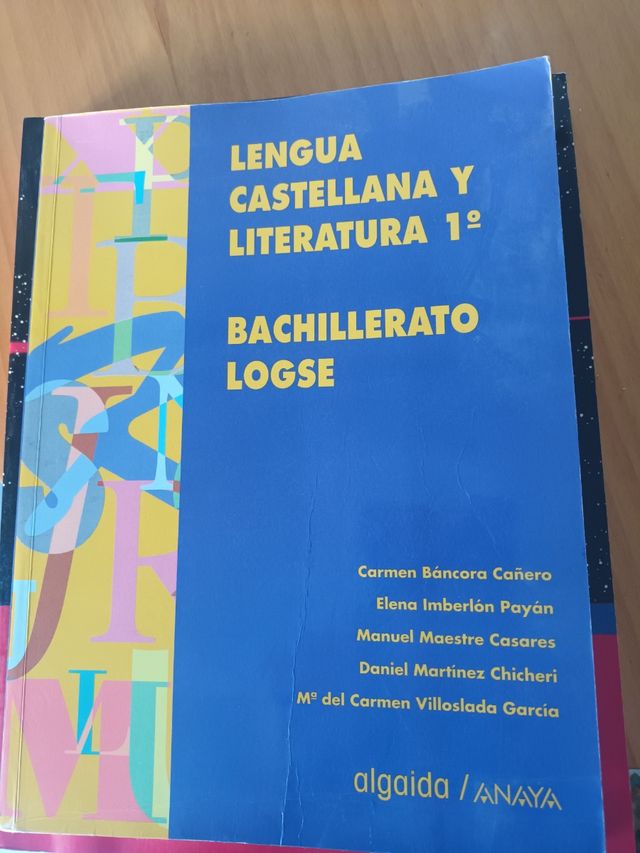 LENGUA
CASTELLANA Y
LITERATURA 1º
BACHILLERATO
LOGSE
Carmen Báncora Cañero
Elena Imberlón Payán
Manuel Maestre Casares
Daniel Martínez Chicheri
Mª del Carmen Villoslada García
algaida / ANAYA